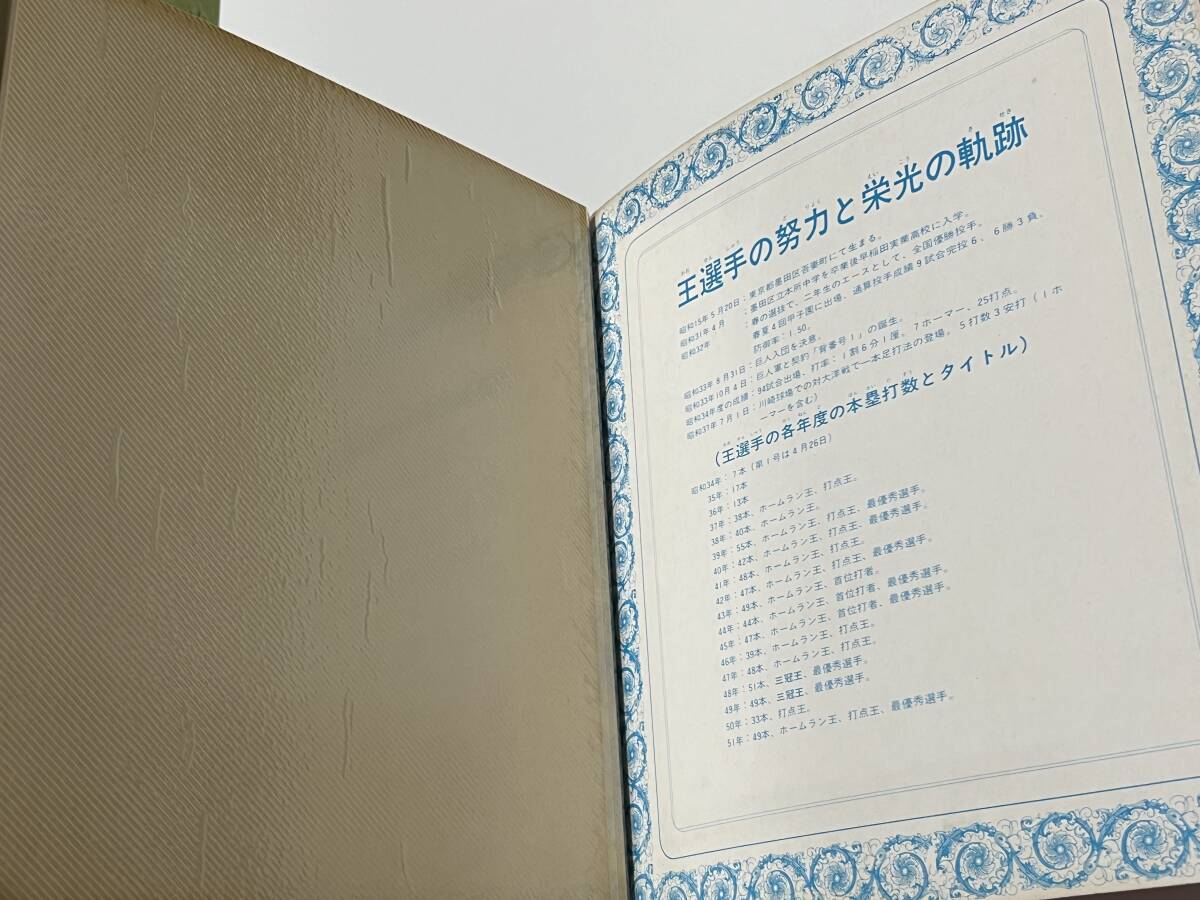 王選手の努力と栄光の軌跡
昭和15年5月20日：東京都墨田区吾嬬町にて生まる。
昭和31年4月　：墨田区立本所中学を卒業後早稲田実業高校に入学。
昭和32年　：春の選抜で、二年生のエースとして、全国優勝投手。
春夏4回甲子園に出場、通算投手成績9試合完投6、6勝3負、
防御率：1.50。
昭和33年8月31日：巨人入団を決意。
昭和33年10月4日：巨人軍と契約「背番号1」の誕生。
昭和34年度の成績：94試合出場、打率：1割6分1厘、7ホーマー、25打点。
昭和37年7月1日：川崎球場での対大洋戦で一本足打法の登場。5打数3安打（1ホ
ーマーを含む）
（王選手の各年度の本塁打数とタイトル）
昭和34年：7本（第1号は4月26日）
35年：17本
36年：13本
37年：38本、ホームラン王、打点王。
38年：40本、ホームラン王。
39年：55本、ホームラン王、打点王、最優秀選手。
40年：42本、ホームラン王、打点王、最優秀選手。
41年：48本、ホームラン王、打点王。
42年：47本、ホームラン王、打点王、最優秀選手。
43年：49本、ホームラン王、首位打者。
44年：44本、ホームラン王、首位打者、最優秀選手。
45年：47本、ホームラン王、首位打者、最優秀選手。
46年：39本、ホームラン王、打点王。
47年：48本、ホームラン王、打点王。
48年：51本、三冠王、最優秀選手。
49年：49本、三冠王、最優秀選手。
50年：33本、打点王。
51年：49本、ホームラン王、打点王、最優秀選手。